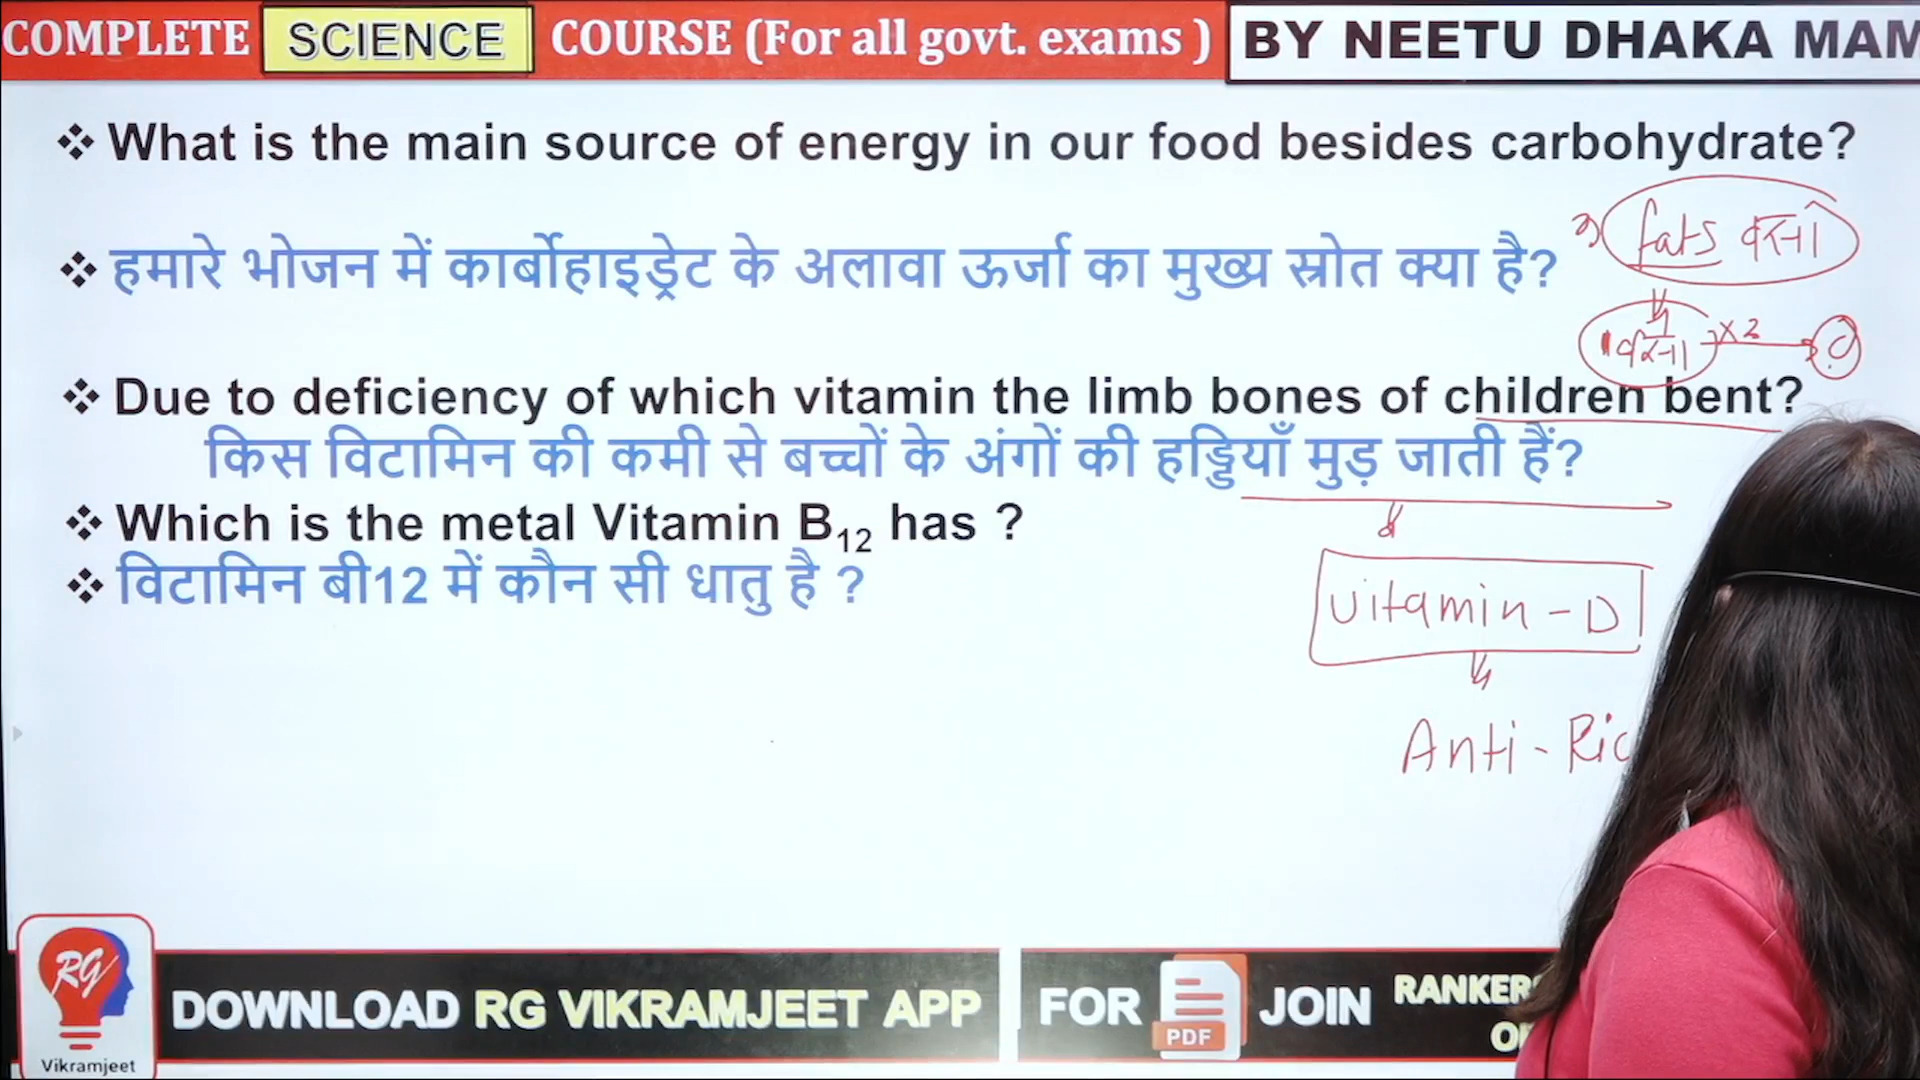 COMPLETE SCIENCE COURSE (For all govt. exams ) BY NEETU DHAKA MAM
❖ What is the main source of energy in our food besides carbohydrate?
fats वसा
❖ हमारे भोजन में कार्बोहाइड्रेट के अलावा ऊर्जा का मुख्य स्रोत क्या है?
×2
❖ Due to deficiency of which vitamin the limb bones of children bent?
किस विटामिन की कमी से बच्चों के अंगों की हड्डियाँ मुड़ जाती हैं?
❖ Which is the metal Vitamin B12 has ?
❖ विटामिन बी12 में कौन सी धातु है ?
Vitamin - D
Anti - Ric
RG
Vikramjeet
DOWNLOAD RG VIKRAMJEET APP
FOR PDF JOIN